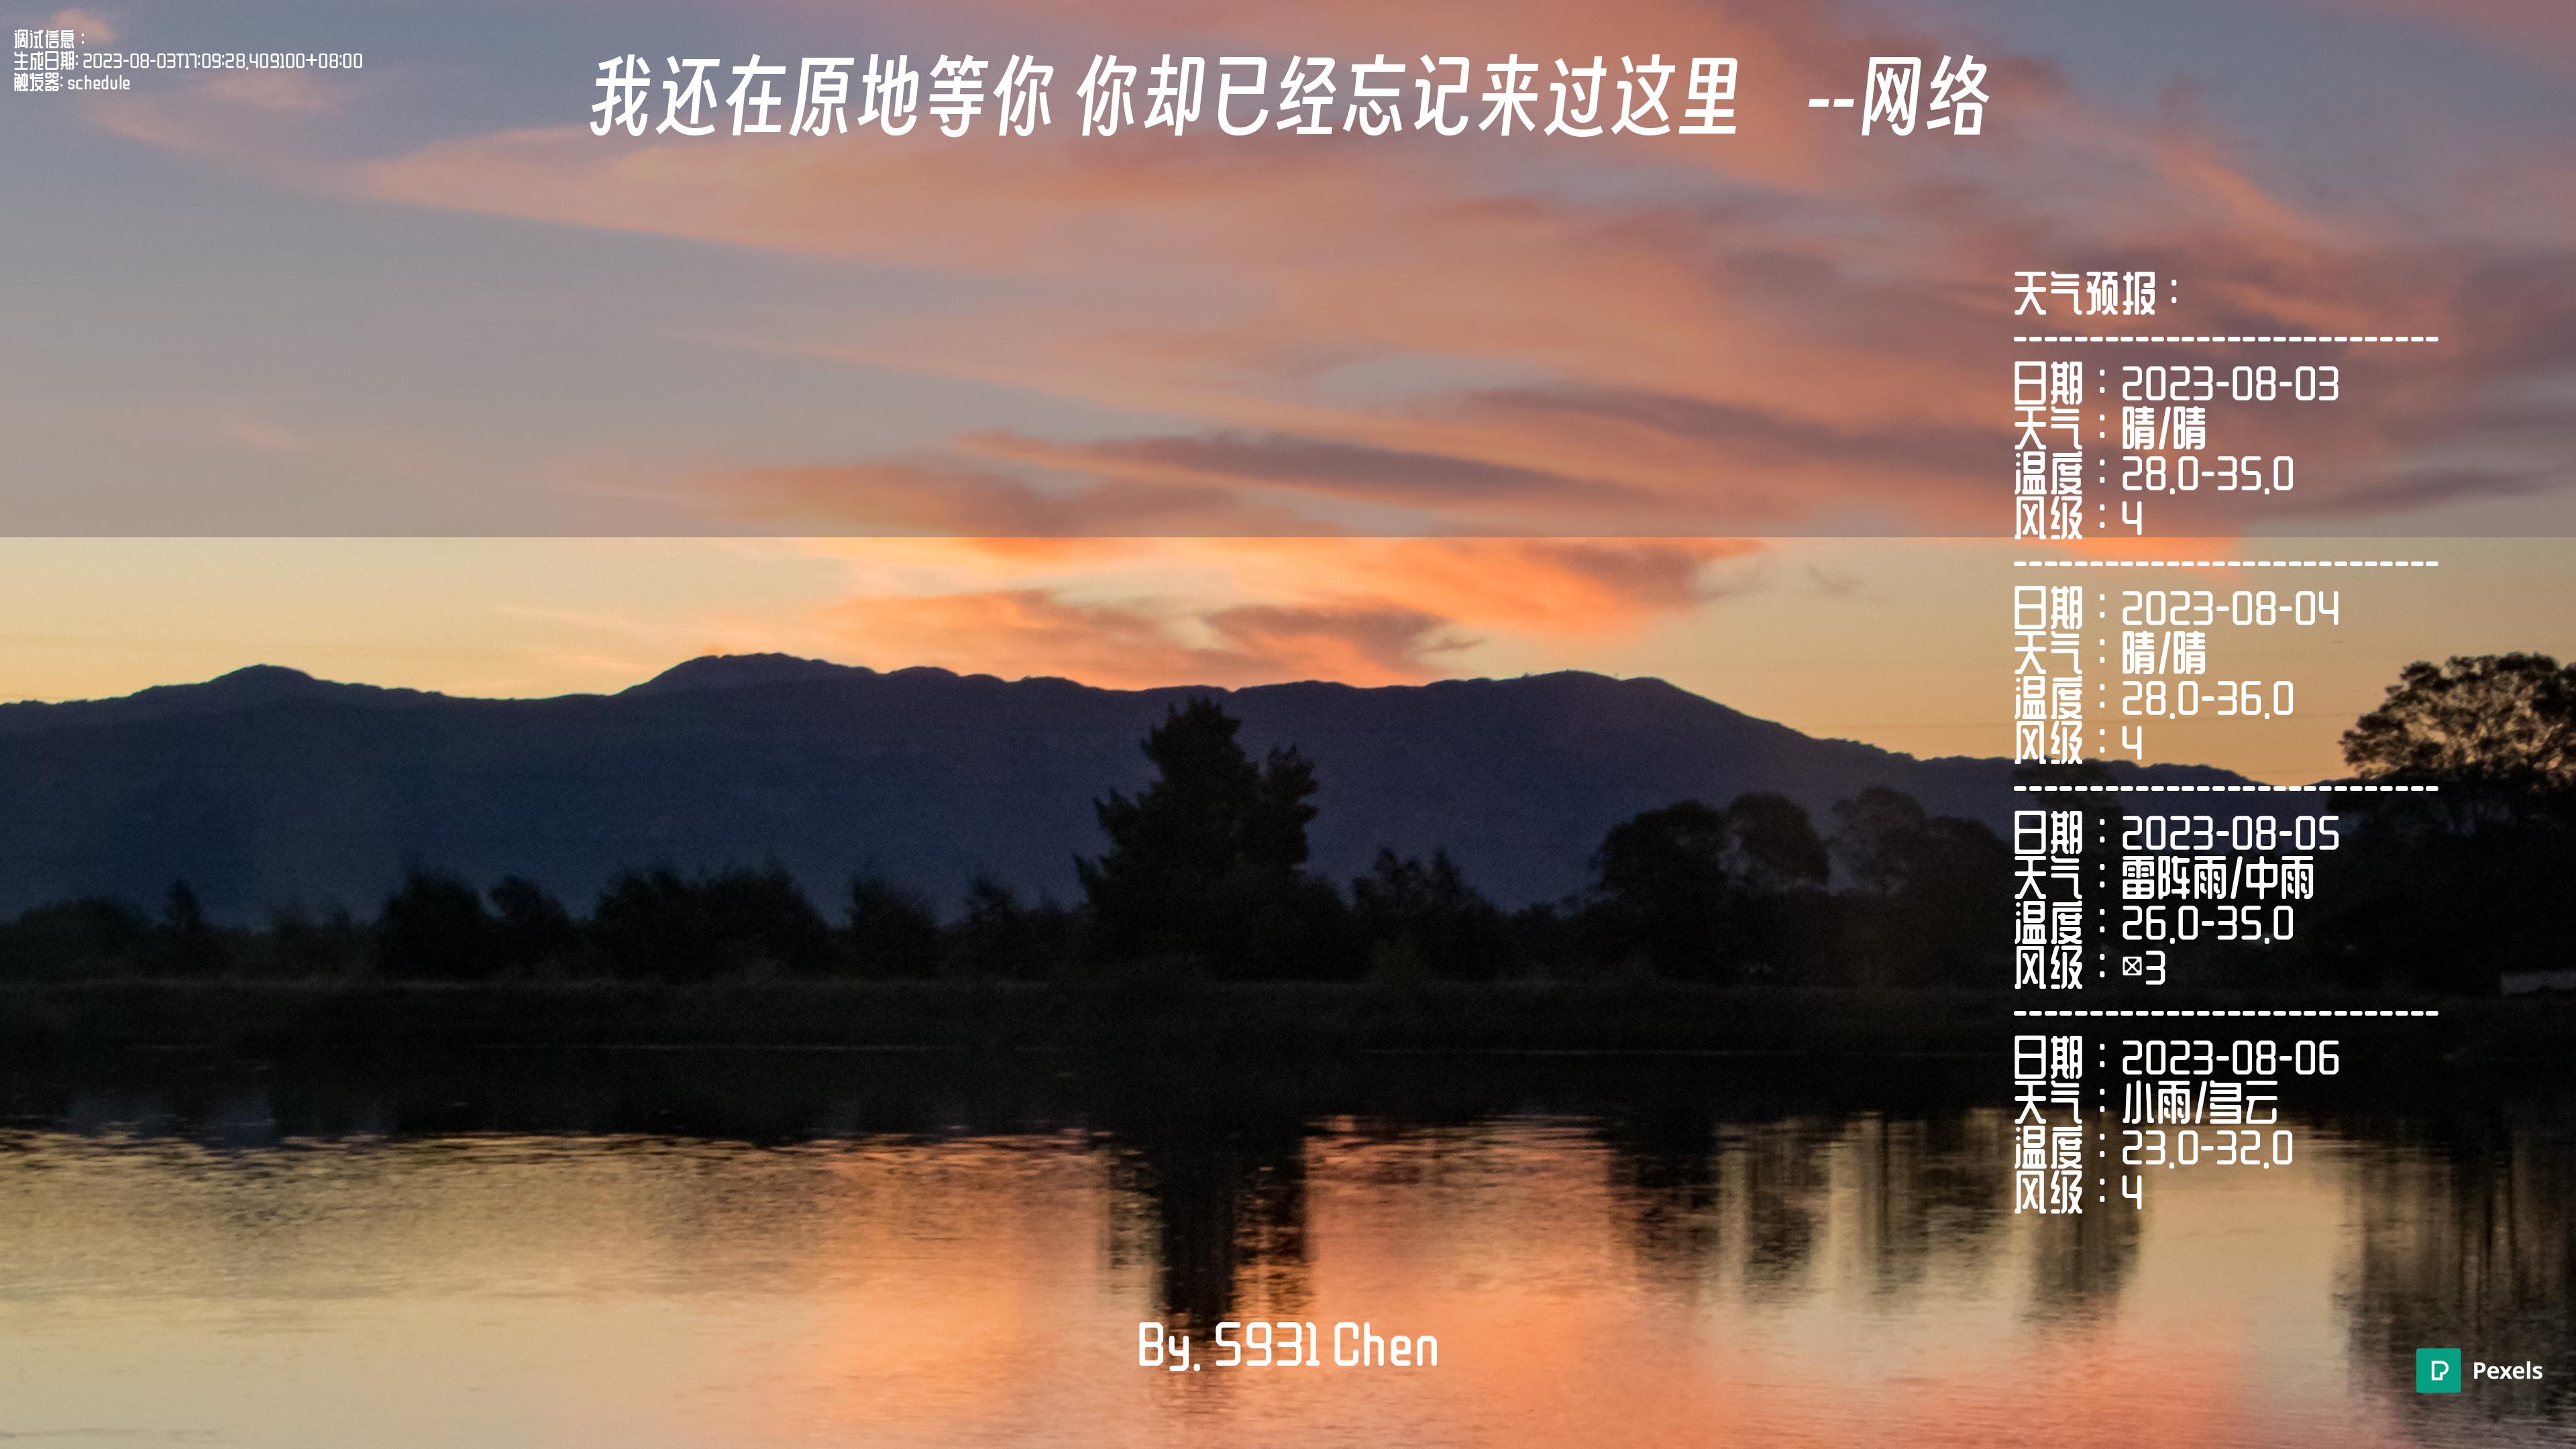 调试信息：
生成日期: 2023-08-03T17:09:28.409100+08:00
触发器: schedule
我还在原地等你 你却已经忘记来过这里 --网络
天气预报：
----------------------------
日期：2023-08-03
天气：晴/晴
温度：28.0-35.0
风级：4
----------------------------
日期：2023-08-04
天气：晴/晴
温度：28.0-36.0
风级：4
----------------------------
日期：2023-08-05
天气：雷阵雨/中雨
温度：26.0-35.0
风级：☒3
----------------------------
日期：2023-08-06
天气：小雨/多云
温度：23.0-32.0
风级：4
By. S931 Chen
Pexels